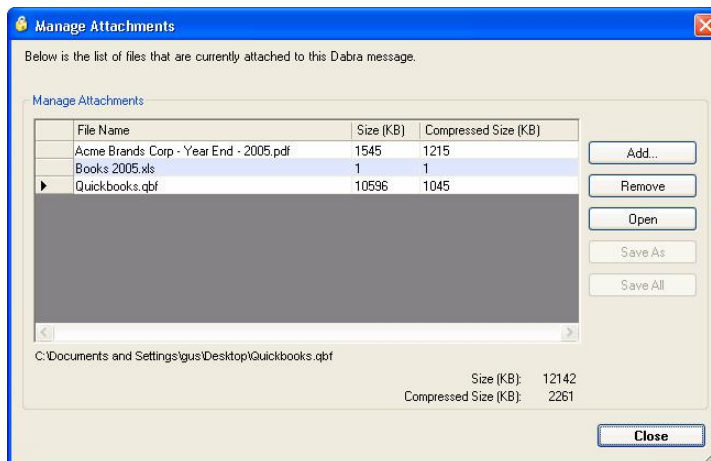 Manage Attachments
Below is the list of files that are currently attached to this Dabra message.
Manage Attachments
File Name Size (KB) Compressed Size (KB)
Acme Brands Corp - Year End - 2005.pdf 1545 1215
Books 2005.xls 1 1
Quickbooks.qbf 10596 1045
Add...
Remove
Open
Save As
Save All
C:\Documents and Settings\gus\Desktop\Quickbooks.qbf
Size (KB): 12142
Compressed Size (KB): 2261
Close